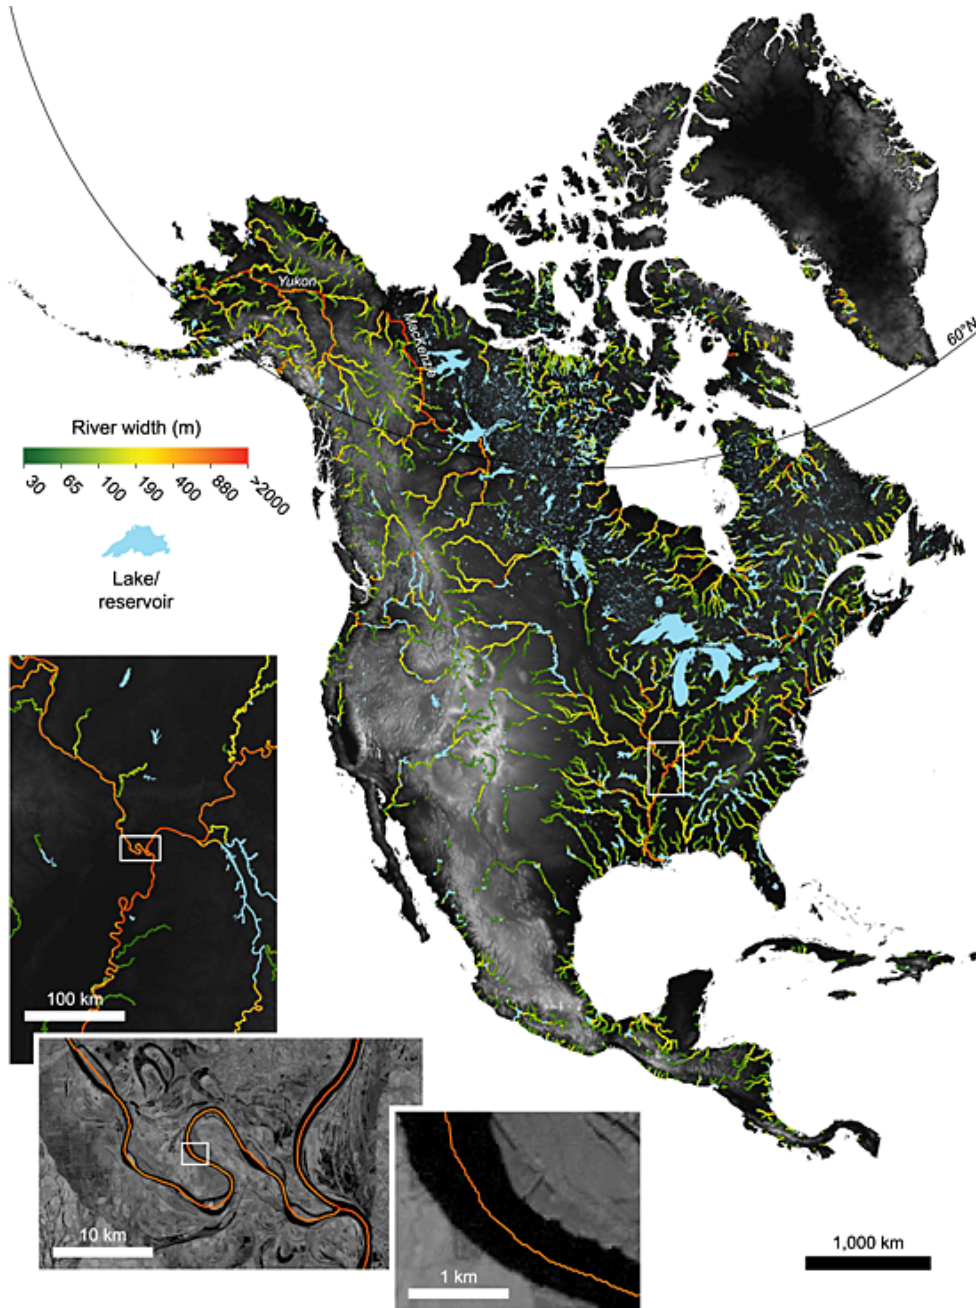 Yukon
Mackenzie
60°N
River width (m)
30
65
100
190
400
880
>2000
Lake/
reservoir
100 km
10 km
1 km
1,000 km